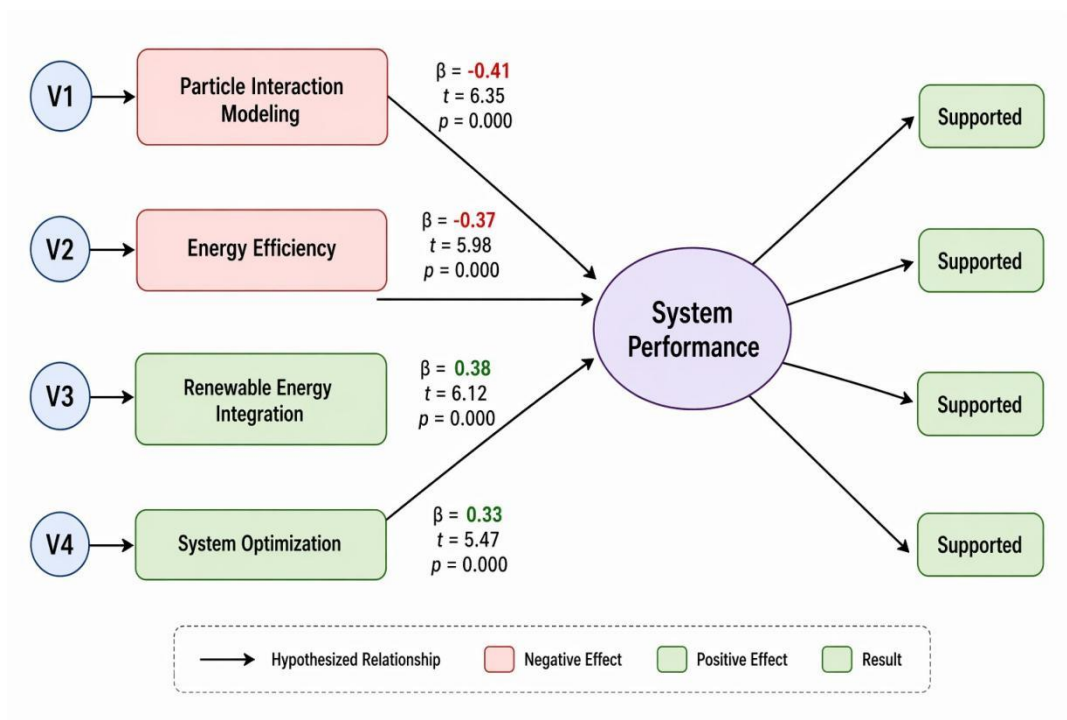 V1
Particle Interaction
Modeling
β = -0.41
t = 6.35
p = 0.000
Supported
V2
Energy Efficiency
β = -0.37
t = 5.98
p = 0.000
Supported
System
Performance
V3
Renewable Energy
Integration
β = 0.38
t = 6.12
p = 0.000
Supported
V4
System Optimization
β = 0.33
t = 5.47
p = 0.000
Supported
Hypothesized Relationship
Negative Effect
Positive Effect
Result